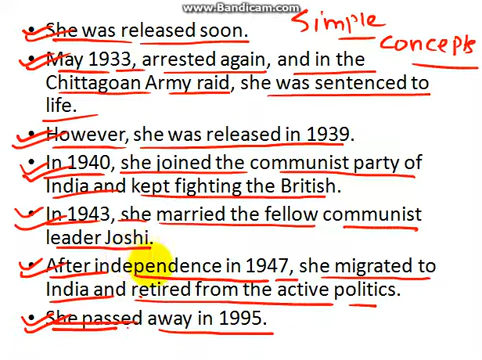 www.Bandicam.com
Simple
concepts
She was released soon.
May 1933, arrested again, and in the
Chittagoan Army raid, she was sentenced to
life.
However, she was released in 1939.
In 1940, she joined the communist party of
India and kept fighting the British.
In 1943, she married the fellow communist
leader Joshi.
After independence in 1947, she migrated to
India and retired from the active politics.
She passed away in 1995.